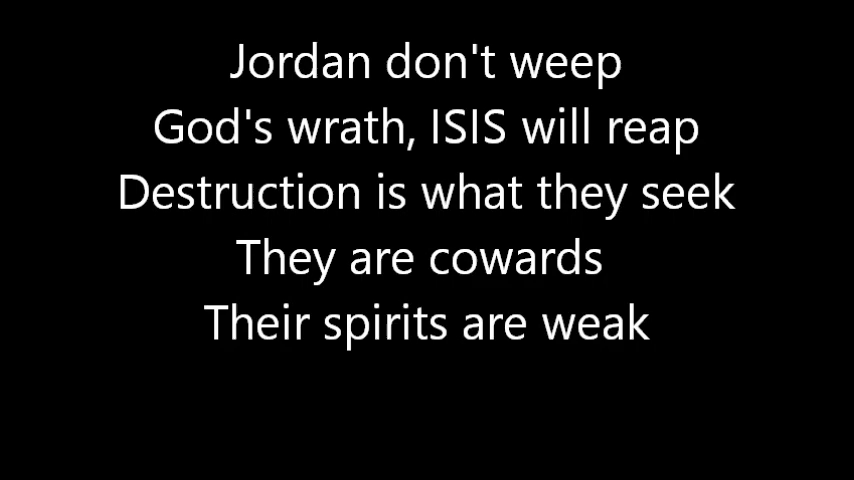 Jordan don't weep
God's wrath, ISIS will reap
Destruction is what they seek
They are cowards
Their spirits are weak